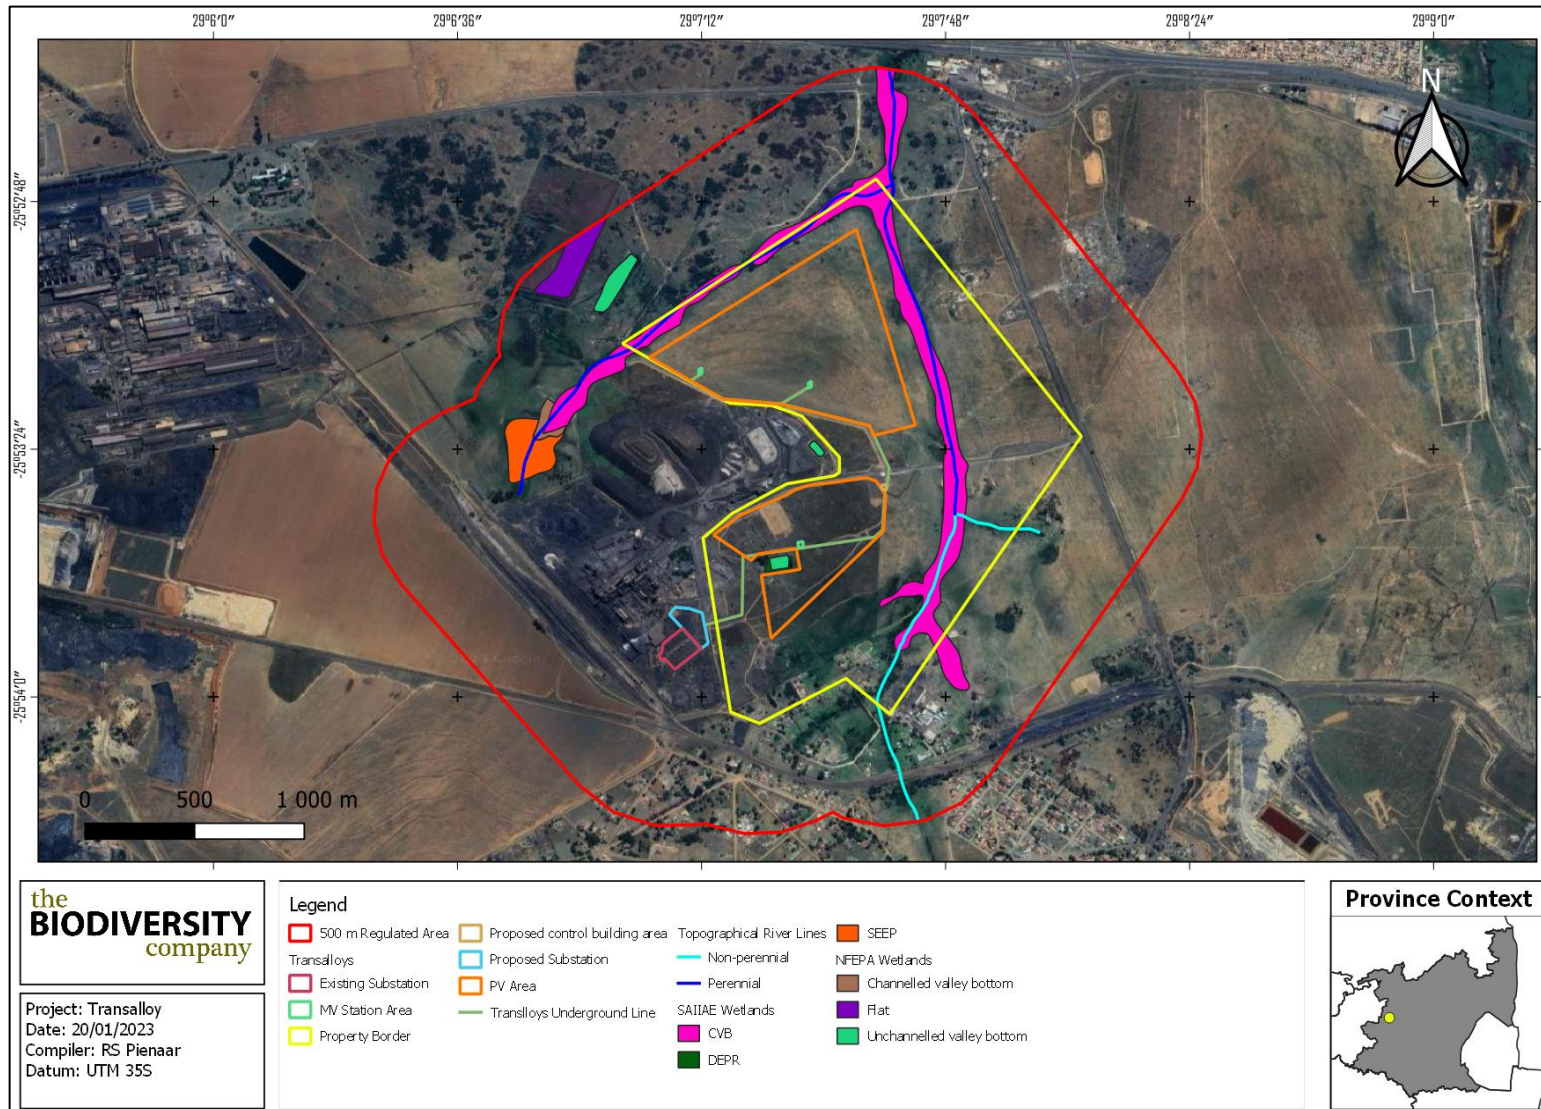 29°6′0″ 29°6′36″ 29°7′12″ 29°7′48″ 29°8′24″ 29°9′0″
-25°52′48″
-25°53′24″
-25°54′0″
N
0 500 1 000 m
the
BIODIVERSITY
company
Project: Transalloy
Date: 20/01/2023
Compiler: RS Pienaar
Datum: UTM 35S
Legend
500 m Regulated Area
Transalloys
Existing Substation
MV Station Area
Property Border
Proposed control building area
Proposed Substation
PV Area
Translloys Underground Line
Topographical River Lines
Non-perennial
Perennial
SAIIAE Wetlands
CVB
DEPR
SEEP
NFEPA Wetlands
Channelled valley bottom
Flat
Unchannelled valley bottom
Province Context